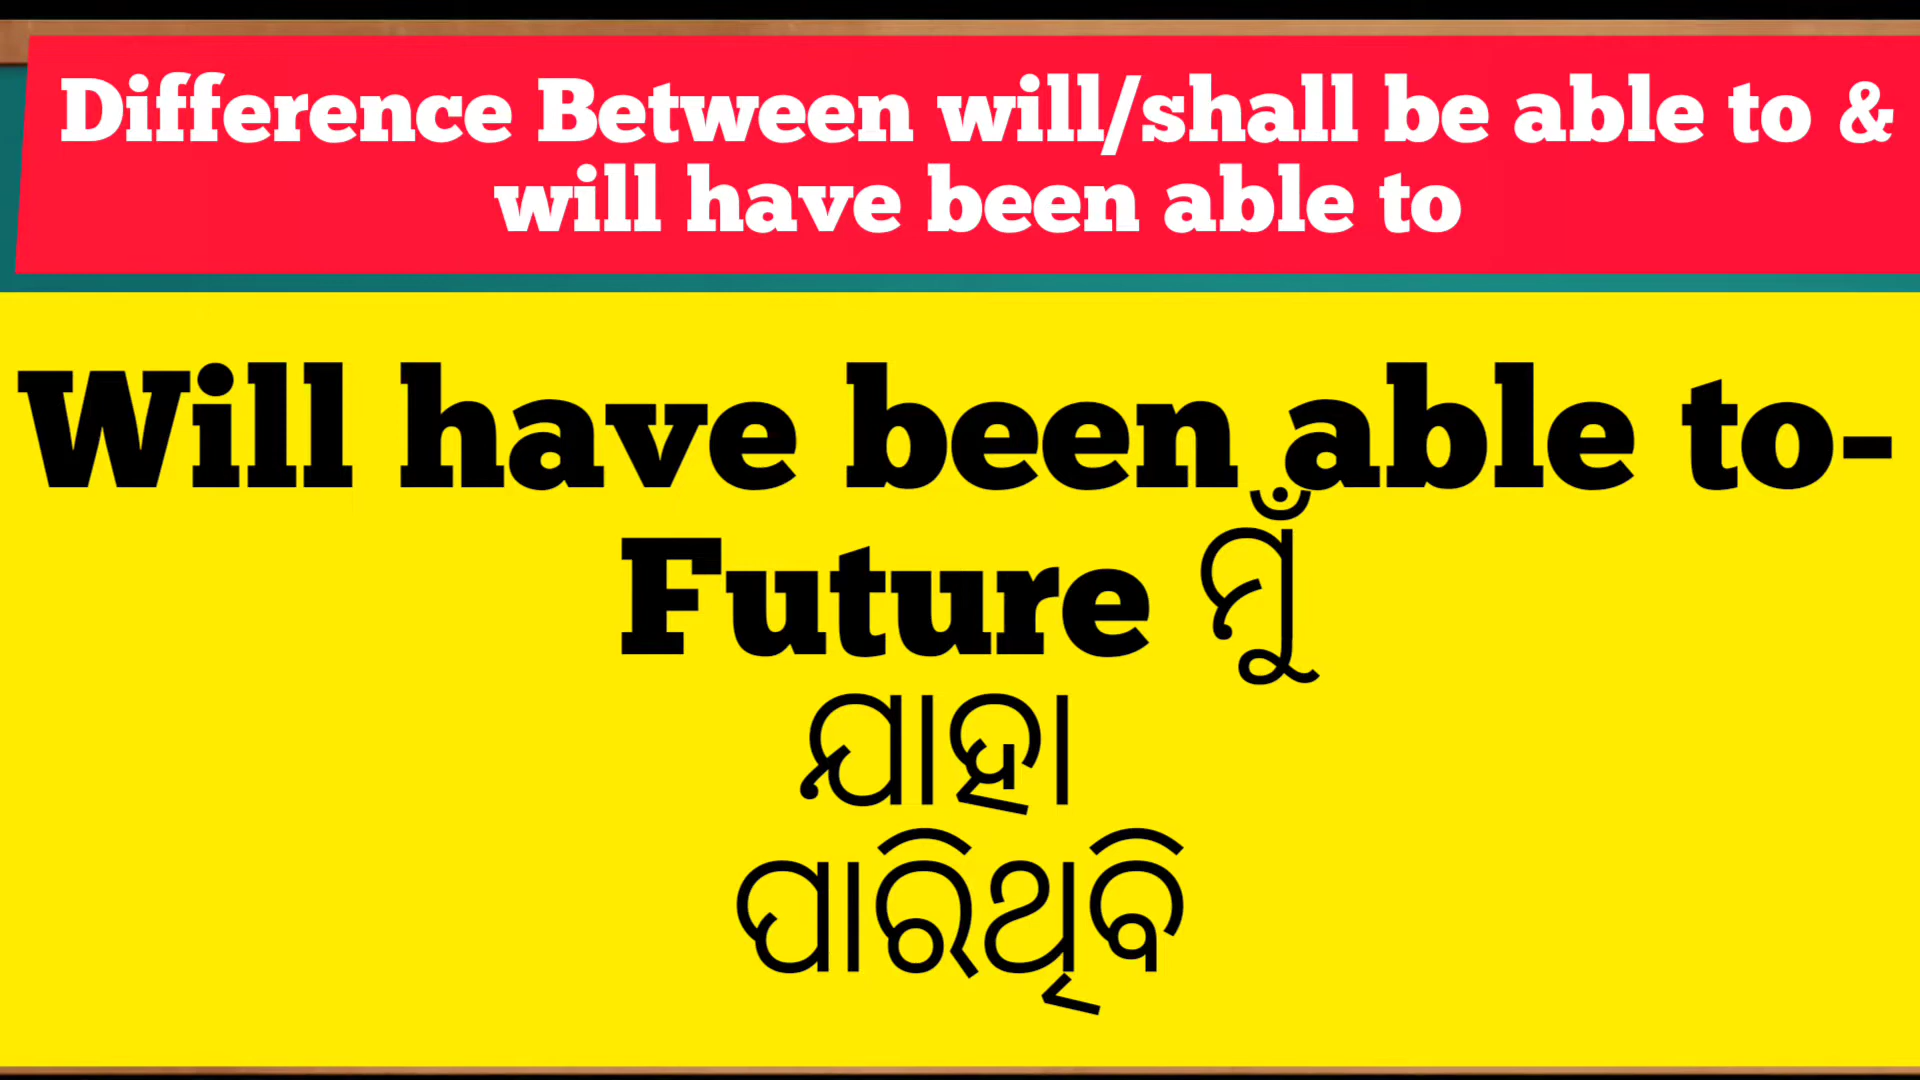 Difference Between will/shall be able to &
will have been able to
Will have been able to-
Future ମୁଁ
ଯାହା
ପାରିଥିବି